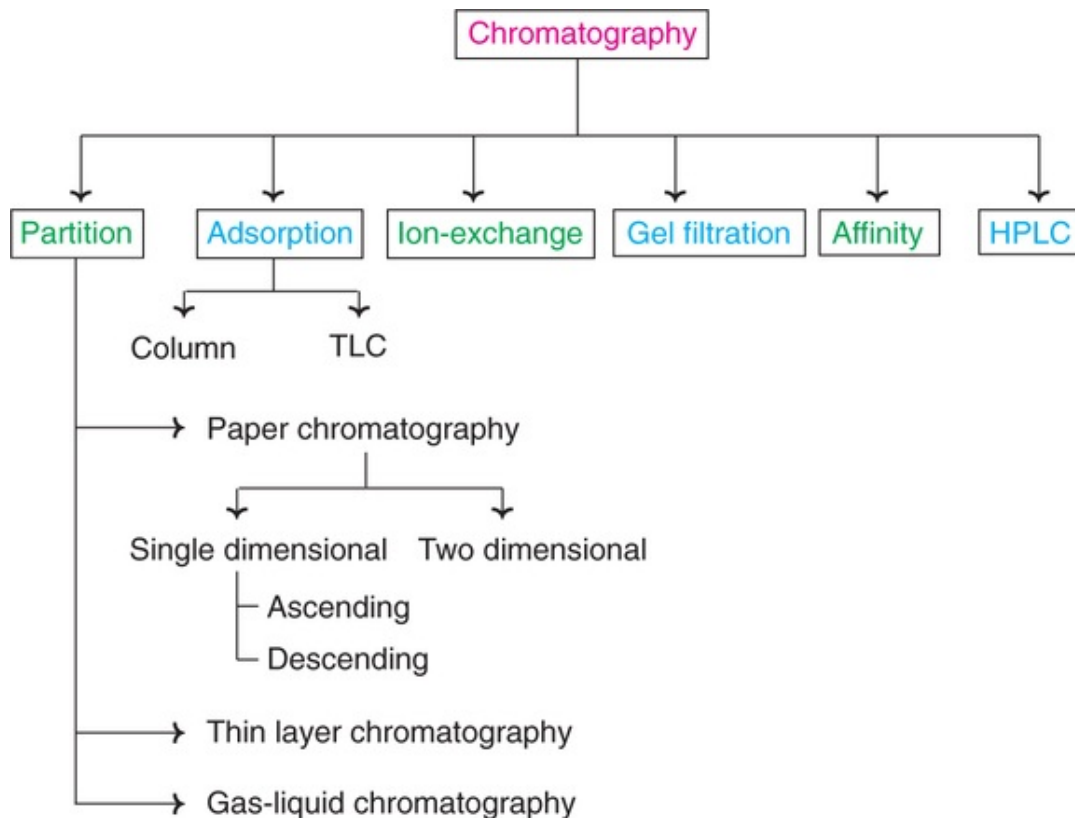 Chromatography
Partition
Adsorption
Ion-exchange
Gel filtration
Affinity
HPLC
Column
TLC
Paper chromatography
Single dimensional
Two dimensional
Ascending
Descending
Thin layer chromatography
Gas-liquid chromatography